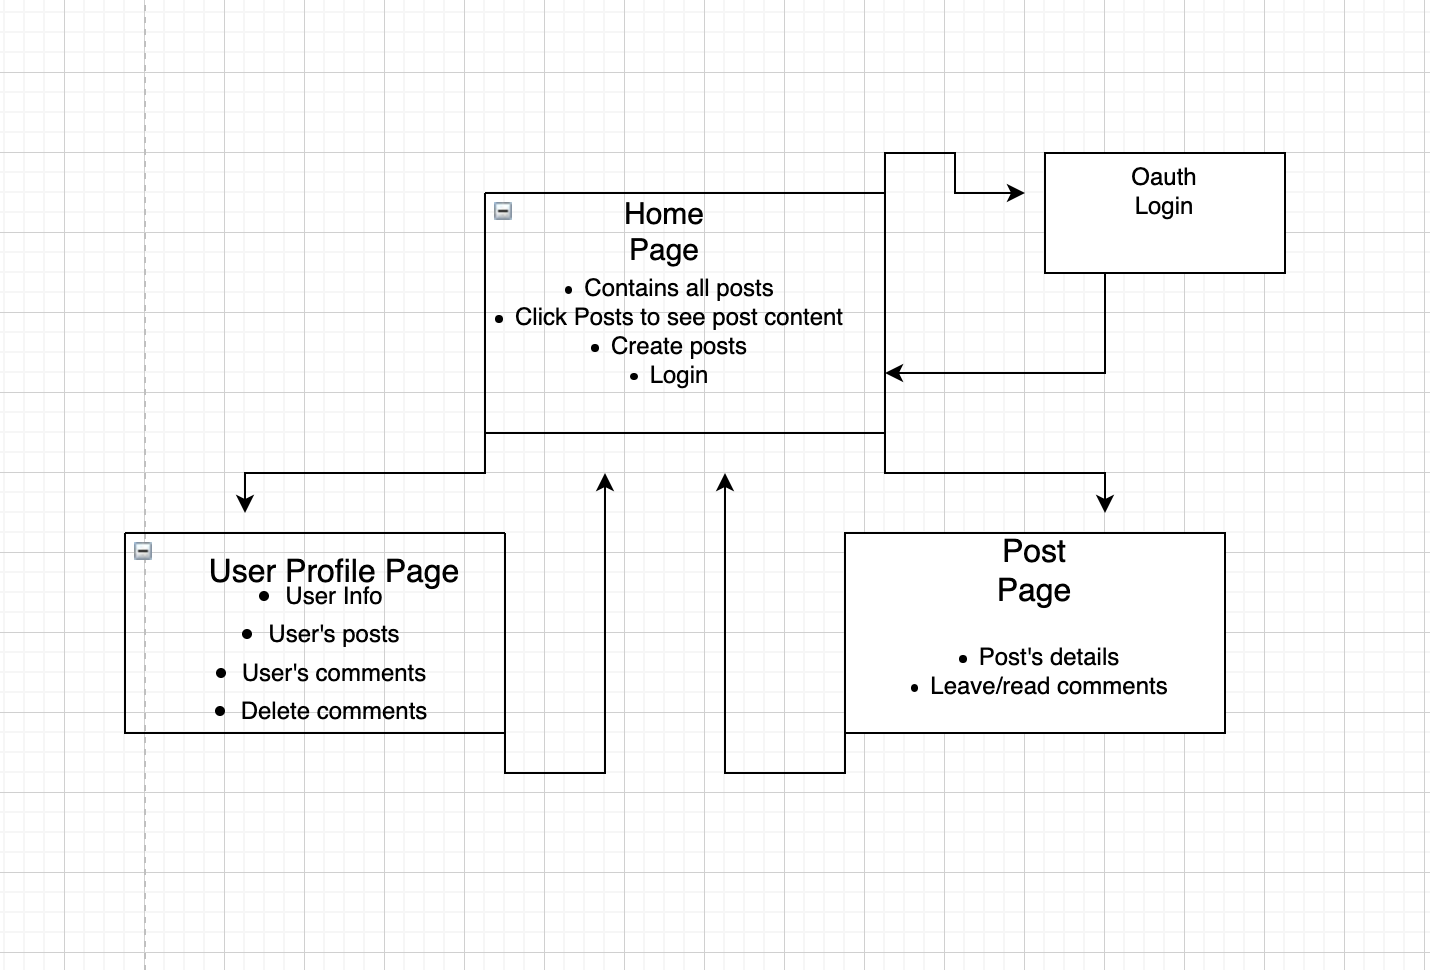 Oauth
Login
Home
Page
• Contains all posts
• Click Posts to see post content
• Create posts
• Login
User Profile Page
• User Info
• User's posts
• User's comments
• Delete comments
Post
Page
• Post's details
• Leave/read comments